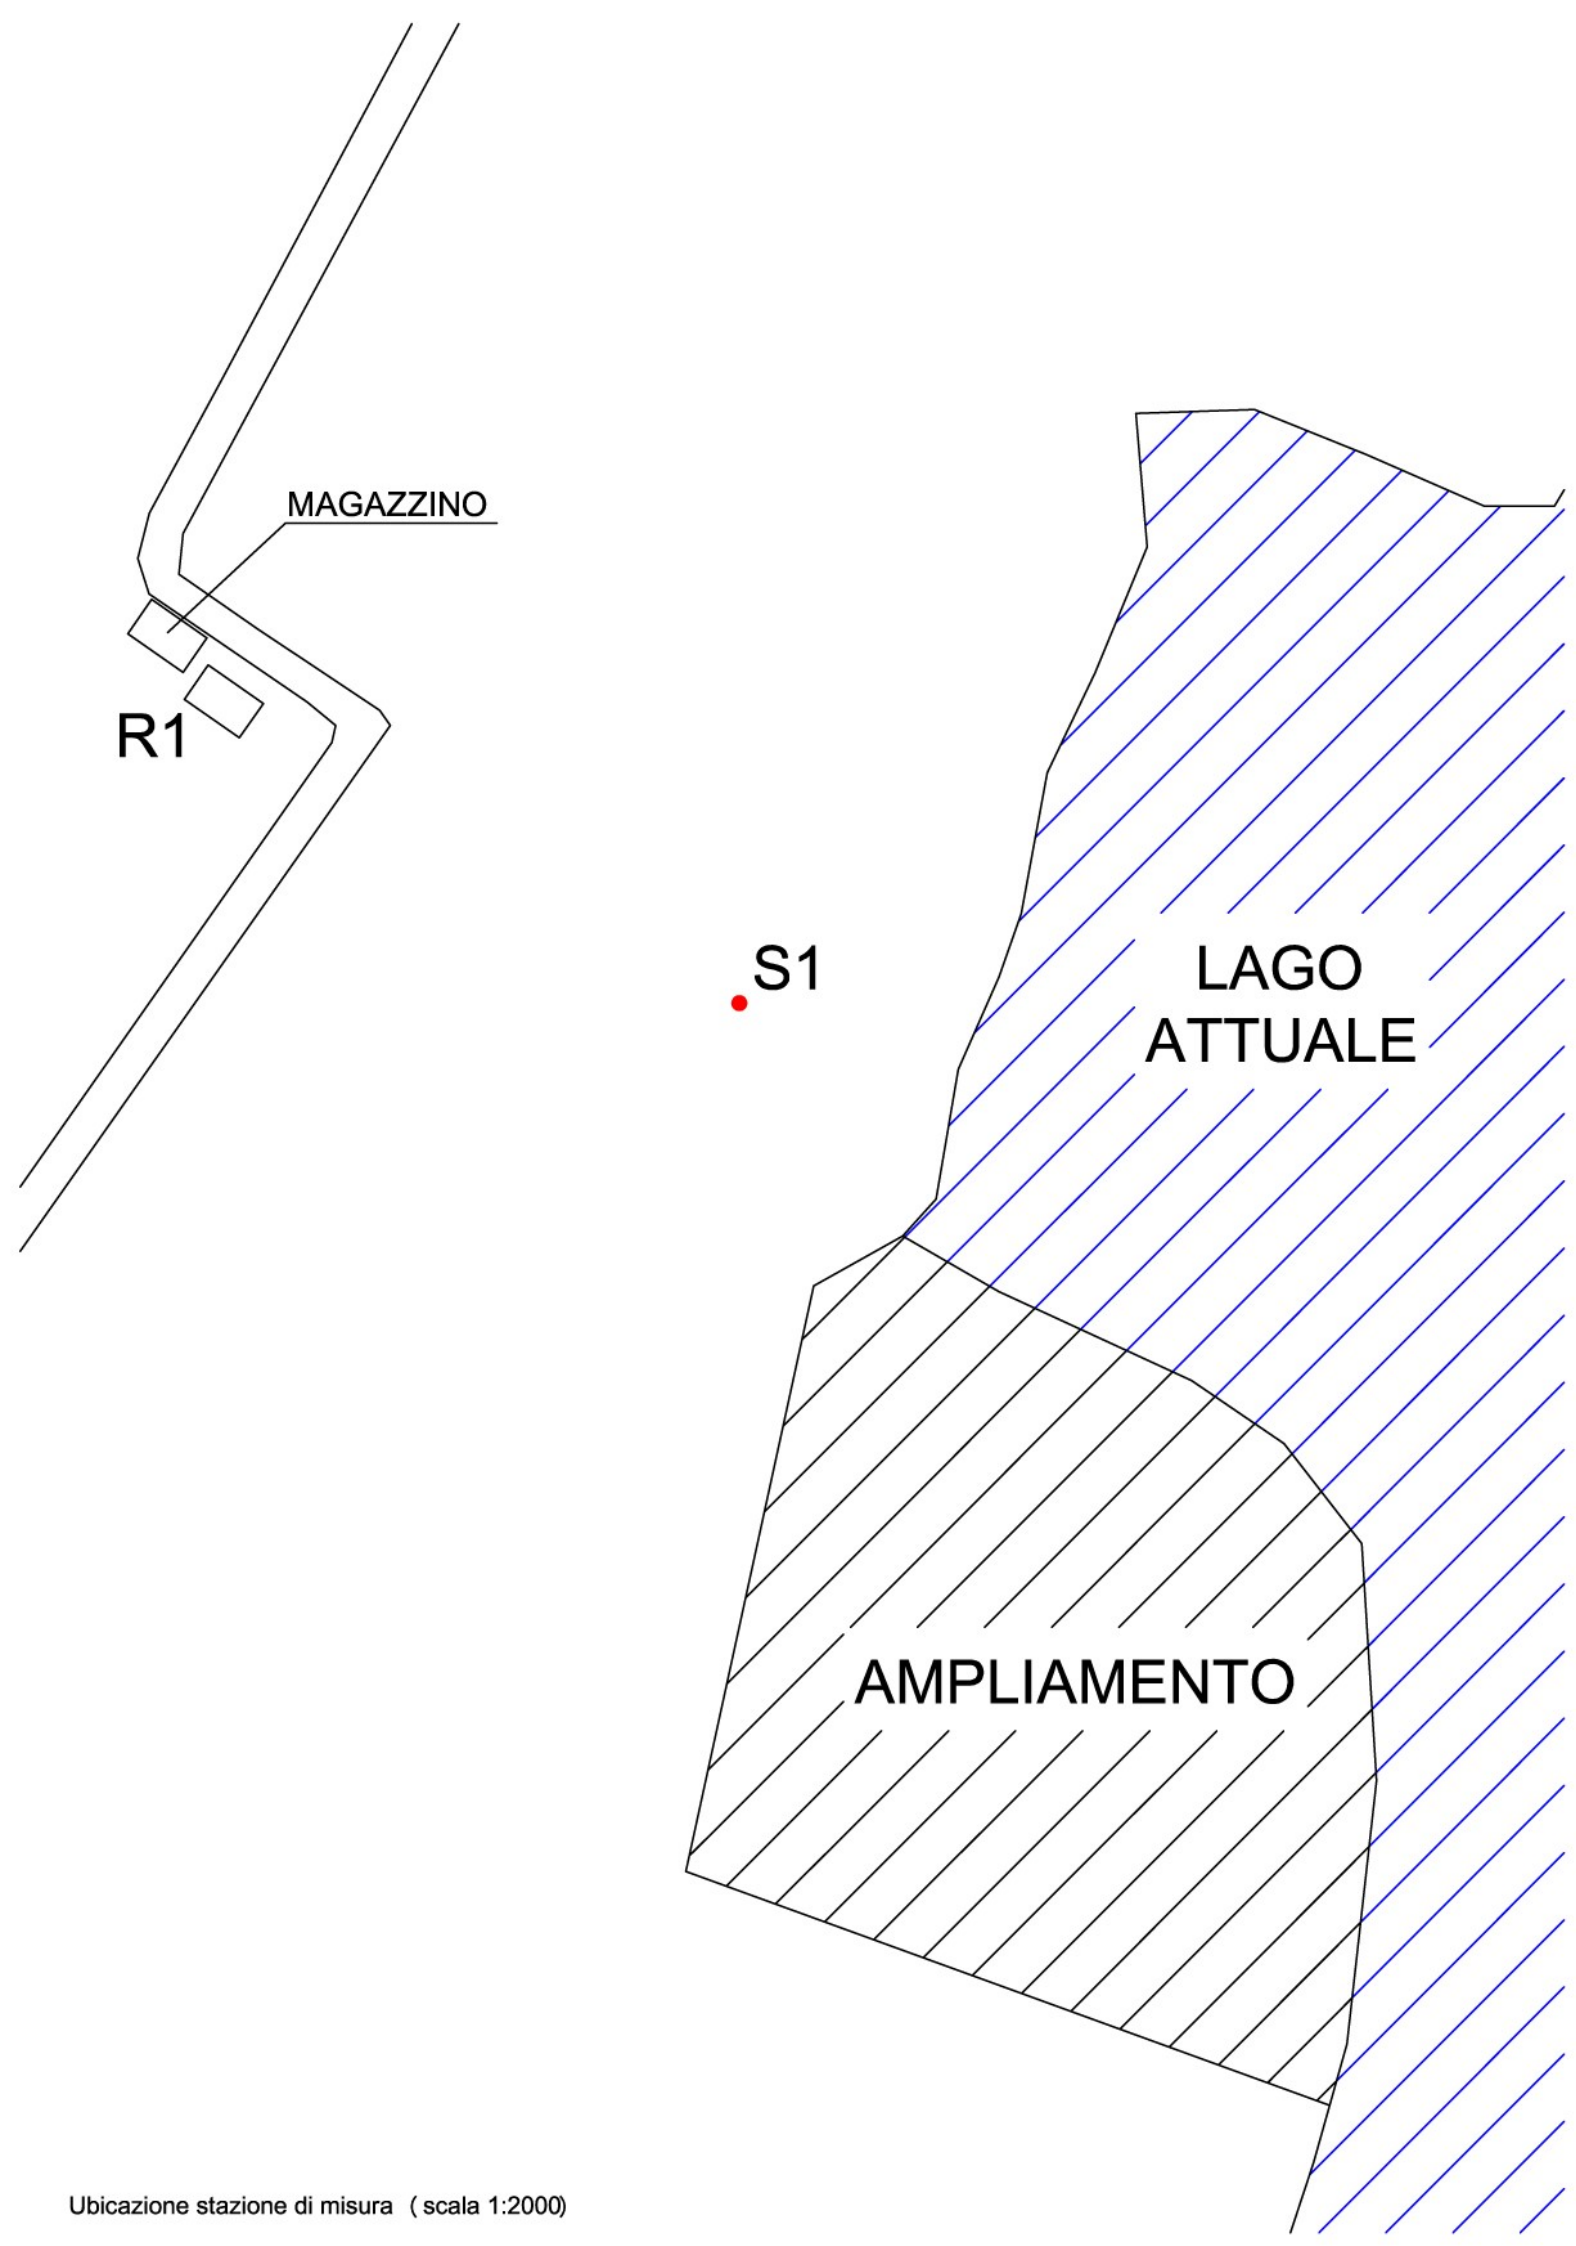 MAGAZZINO
R1
S1
LAGO
ATTUALE
AMPLIAMENTO
Ubicazione stazione di misura ( scala 1:2000)